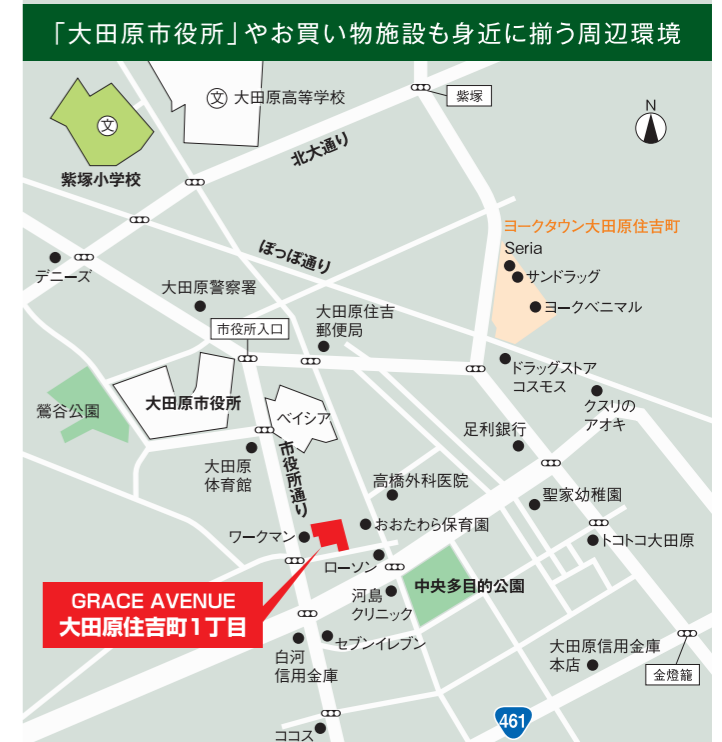 「大田原市役所」やお買い物施設も身近に揃う周辺環境
文
大田原高等学校
紫塚
N
文
紫塚小学校
北大通り
ヨークタウン大田原住吉町
Seria
サンドラッグ
ヨークベニマル
ぽっぽ通り
デニーズ
大田原警察署
大田原住吉
郵便局
市役所入口
ドラッグストア
コスモス
クスリの
アオキ
鶯谷公園
大田原市役所
ベイシア
足利銀行
市役所通り
大田原
体育館
高橋外科医院
聖家幼稚園
ワークマン
おおたわら保育園
トコトコ大田原
ローソン
中央多目的公園
河島
クリニック
GRACE AVENUE
大田原住吉町1丁目
セブンイレブン
白河
信用金庫
大田原信用金庫
本店
金燈籠
461
ココス